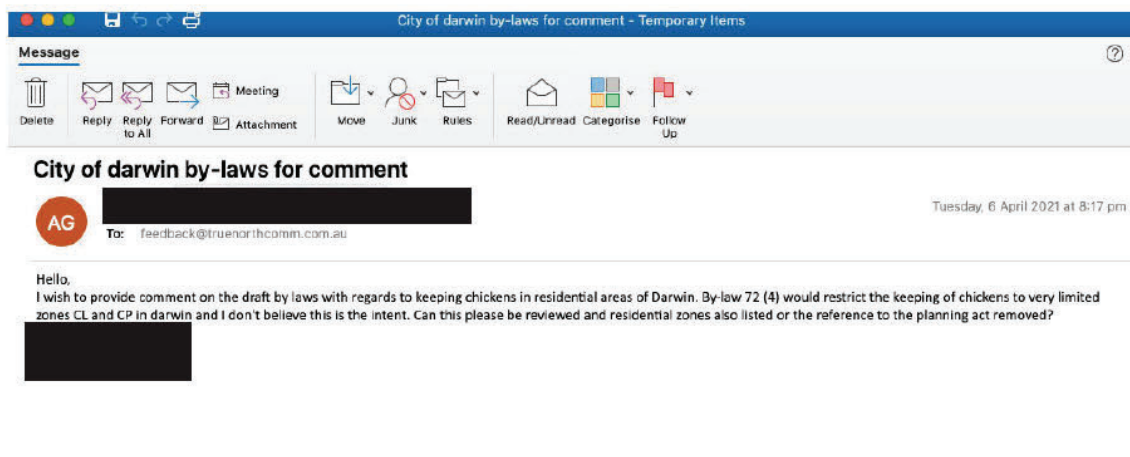 City of darwin by-laws for comment - Temporary Items
Message
Delete
Reply
Reply to All
Forward
Meeting
Attachment
Move
Junk
Rules
Read/Unread
Categorise
Follow Up
City of darwin by-laws for comment
AG
Tuesday, 6 April 2021 at 8:17 pm
To: feedback@truenorthcomm.com.au
Hello,
I wish to provide comment on the draft by laws with regards to keeping chickens in residential areas of Darwin. By-law 72 (4) would restrict the keeping of chickens to very limited
zones CL and CP in darwin and I don't believe this is the intent. Can this please be reviewed and residential zones also listed or the reference to the planning act removed?